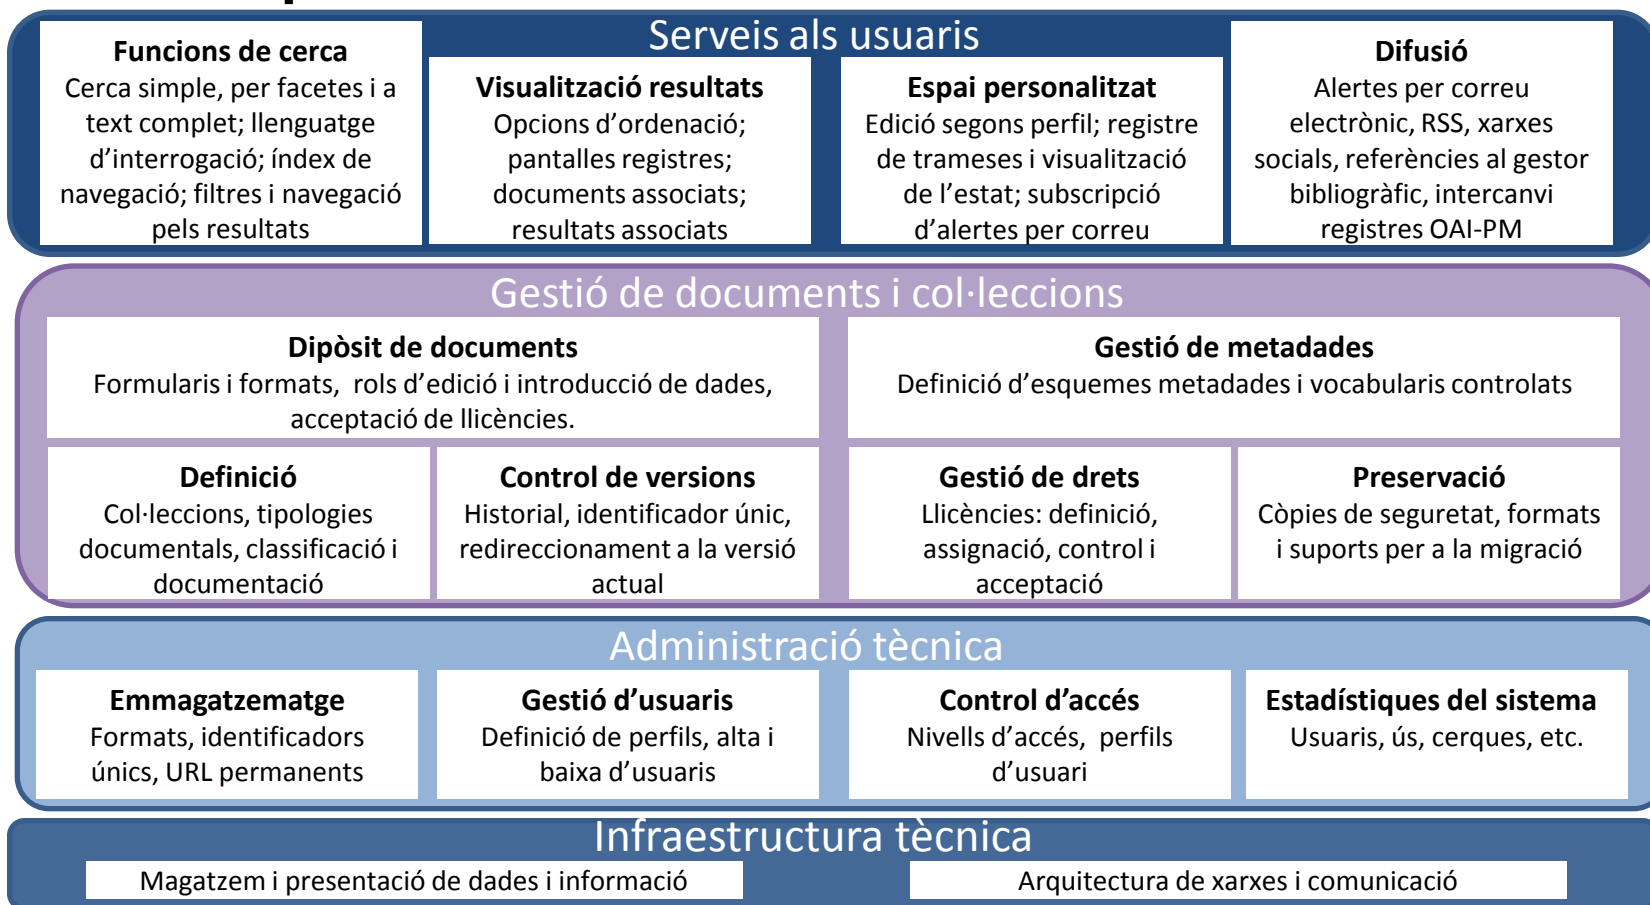 Serveis als usuaris
Funcions de cerca
Cerca simple, per facetes i a
text complet; llenguatge
d’interrogació; índex de
navegació; filtres i navegació
pels resultats
Visualització resultats
Opcions d’ordenació;
pantalles registres;
documents associats;
resultats associats
Espai personalitzat
Edició segons perfil; registre
de trameses i visualització
de l’estat; subscripció
d’alertes per correu
Difusió
Alertes per correu
electrònic, RSS, xarxes
socials, referències al gestor
bibliogràfic, intercanvi
registres OAI-PM
Gestió de documents i col·leccions
Dipòsit de documents
Formularis i formats,  rols d’edició i introducció de dades,
acceptació de llicències.
Gestió de metadades
Definició d’esquemes metadades i vocabularis controlats
Definició
Col·leccions, tipologies
documentals, classificació i
documentació
Control de versions
Historial, identificador únic,
redireccionament a la versió
actual
Gestió de drets
Llicències: definició,
assignació, control i
acceptació
Preservació
Còpies de seguretat, formats
i suports per a la migració
Administració tècnica
Emmagatzematge
Formats, identificadors
únics, URL permanents
Gestió d’usuaris
Definició de perfils, alta i
baixa d’usuaris
Control d’accés
Nivells d’accés,  perfils
d’usuari
Estadístiques del sistema
Usuaris, ús, cerques, etc.
Infraestructura tècnica
Magatzem i presentació de dades i informació
Arquitectura de xarxes i comunicació